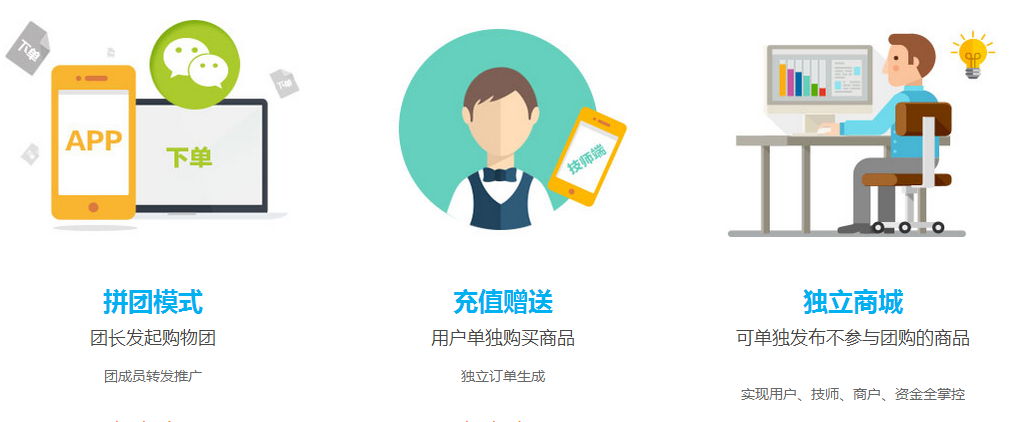 下单
下单
APP
下单
技师端
拼团模式
团长发起购物团
团成员转发推广
充值赠送
用户单独购买商品
独立订单生成
独立商城
可单独发布不参与团购的商品
实现用户、技师、商户、资金全掌控